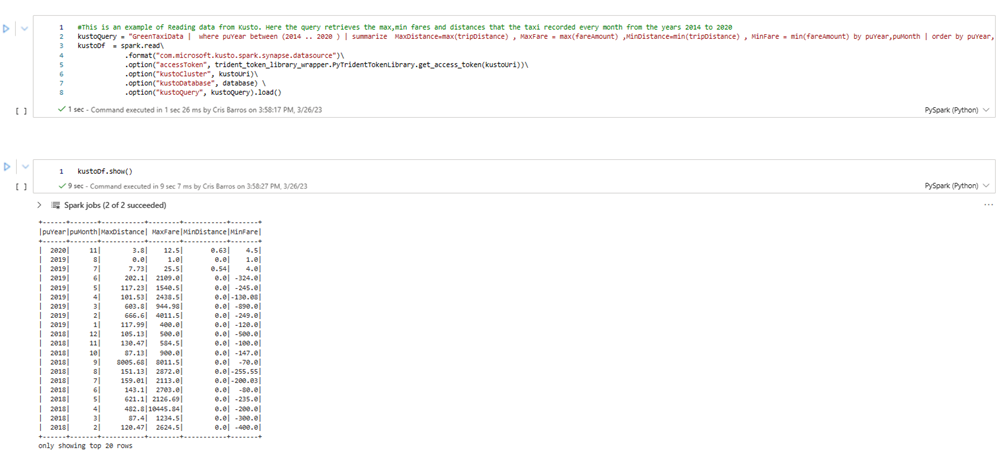 1 #This is an example of Reading data from Kusto. Here the query retrieves the max,min fares and distances that the taxi recorded every month from the years 2014 to 2020
2 kustoQuery = "GreenTaxiData | where puYear between (2014 .. 2020 ) | summarize MaxDistance=max(tripDistance) , MaxFare = max(fareAmount) ,MinDistance=min(tripDistance) , MinFare = min(fareAmount) by puYear,puMonth | order by puYear,
3 kustoDf = spark.read\
4 .format("com.microsoft.kusto.spark.synapse.datasource")\
5 .option("accessToken", trident_token_library_wrapper.PyTridentTokenLibrary.get_access_token(kustoUri))\
6 .option("kustoCluster", kustoUri)\
7 .option("kustoDatabase", database) \
8 .option("kustoQuery", kustoQuery).load()
[ ] ✓ 1 sec - Command executed in 1 sec 26 ms by Cris Barros on 3:58:17 PM, 3/26/23 PySpark (Python)
1 kustoDf.show()
[ ] ✓ 9 sec - Command executed in 9 sec 7 ms by Cris Barros on 3:58:27 PM, 3/26/23 PySpark (Python)
> Spark jobs (2 of 2 succeeded) ...
+------+-------+-----------+--------+-----------+-------+
|puYear|puMonth|MaxDistance| MaxFare|MinDistance|MinFare|
+------+-------+-----------+--------+-----------+-------+
| 2020| 11| 3.8| 12.5| 0.63| 4.5|
| 2019| 8| 0.0| 1.0| 0.0| 1.0|
| 2019| 7| 7.73| 25.5| 0.54| 4.0|
| 2019| 6| 202.1| 2109.0| 0.0| -324.0|
| 2019| 5| 117.23| 1540.5| 0.0| -245.0|
| 2019| 4| 101.53| 2438.5| 0.0|-130.08|
| 2019| 3| 603.8| 944.98| 0.0| -890.0|
| 2019| 2| 666.6| 4011.5| 0.0| -249.0|
| 2019| 1| 117.99| 400.0| 0.0| -120.0|
| 2018| 12| 105.13| 500.0| 0.0| -500.0|
| 2018| 11| 130.47| 584.5| 0.0| -100.0|
| 2018| 10| 87.13| 900.0| 0.0| -147.0|
| 2018| 9| 8005.68| 8011.5| 0.0| -70.0|
| 2018| 8| 151.13| 2872.0| 0.0|-255.55|
| 2018| 7| 159.01| 2113.0| 0.0|-200.03|
| 2018| 6| 143.1| 2703.0| 0.0| -80.0|
| 2018| 5| 621.1| 2126.69| 0.0| -235.0|
| 2018| 4| 482.8|10445.84| 0.0| -200.0|
| 2018| 3| 87.4| 1234.5| 0.0| -300.0|
| 2018| 2| 120.47| 2624.5| 0.0| -400.0|
+------+-------+-----------+--------+-----------+-------+
only showing top 20 rows